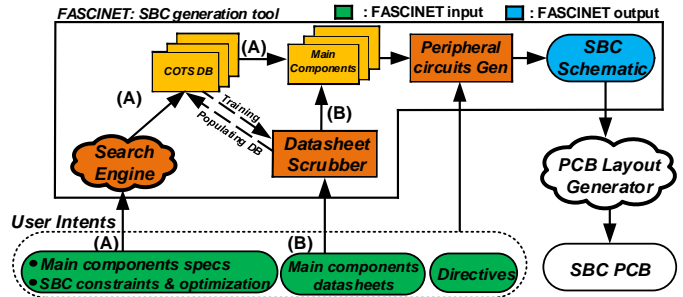 FASCINET: SBC generation tool
: FASCINET input
: FASCINET output
COTS DB
(A)
Main
Components
Peripheral
circuits Gen
SBC
Schematic
(A)
Training
Populating DB
(B)
Search
Engine
Datasheet
Scrubber
PCB Layout
Generator
User Intents
(A)
(B)
• Main components specs
• SBC constraints & optimization
Main components
datasheets
Directives
SBC PCB